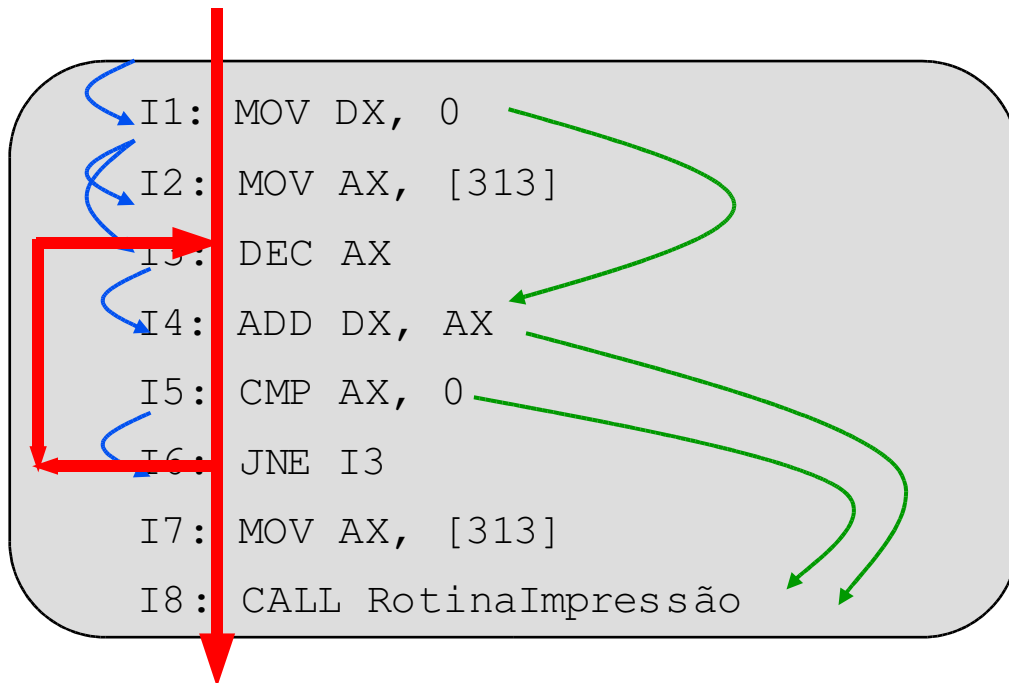 I1: MOV DX, 0
I2: MOV AX, [313]
I3: DEC AX
I4: ADD DX, AX
I5: CMP AX, 0
I6: JNE I3
I7: MOV AX, [313]
I8: CALL RotinaImpressão